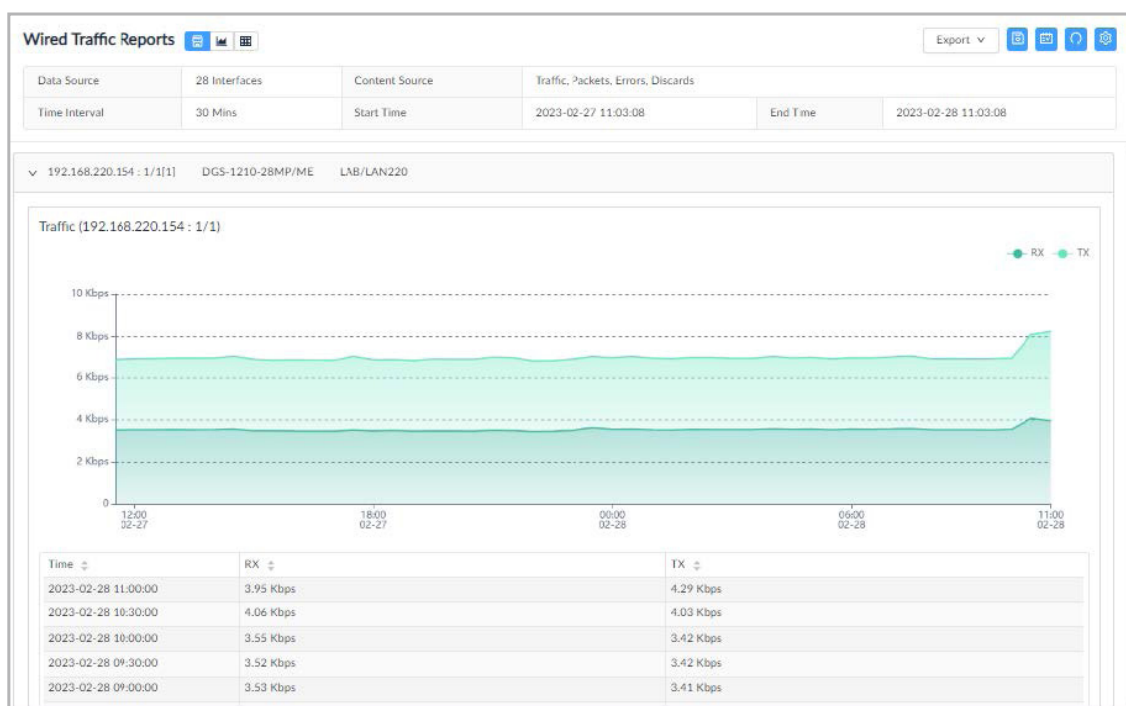 Wired Traffic Reports
Export
Data Source 28 Interfaces Content Source Traffic, Packets, Errors, Discards
Time Interval 30 Mins Start Time 2023-02-27 11:03:08 End Time 2023-02-28 11:03:08
192.168.220.154 : 1/1[1] DGS-1210-28MP/ME LAB/LAN220
Traffic (192.168.220.154 : 1/1)
RX TX
10 Kbps
8 Kbps
6 Kbps
4 Kbps
2 Kbps
0
12:00 18:00 00:00 06:00 11:00
02-27 02-27 02-28 02-28 02-28
Time RX TX
2023-02-28 11:00:00 3.95 Kbps 4.29 Kbps
2023-02-28 10:30:00 4.06 Kbps 4.03 Kbps
2023-02-28 10:00:00 3.55 Kbps 3.42 Kbps
2023-02-28 09:30:00 3.52 Kbps 3.42 Kbps
2023-02-28 09:00:00 3.53 Kbps 3.41 Kbps